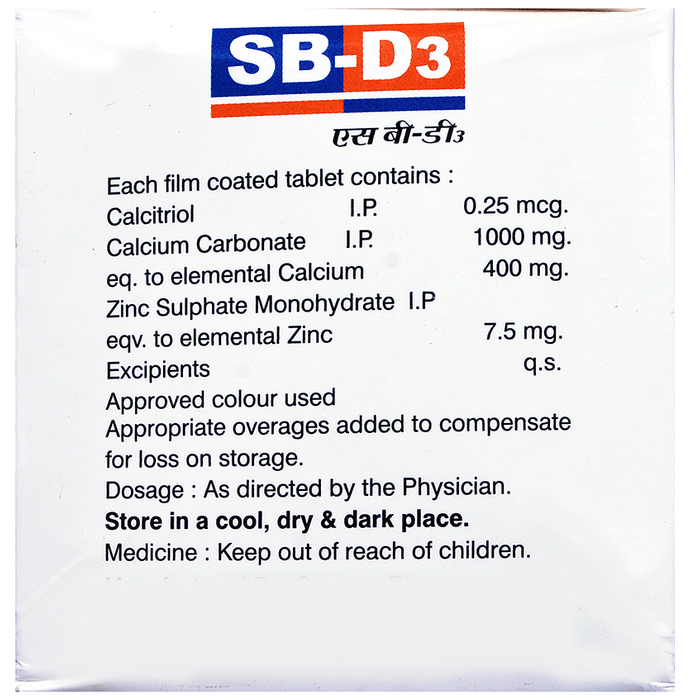 SB-D3
एस बी-डी3
Each film coated tablet contains :
Calcitriol I.P. 0.25 mcg.
Calcium Carbonate I.P. 1000 mg.
eq. to elemental Calcium 400 mg.
Zinc Sulphate Monohydrate I.P
eqv. to elemental Zinc 7.5 mg.
Excipients q.s.
Approved colour used
Appropriate overages added to compensate
for loss on storage.
Dosage : As directed by the Physician.
Store in a cool, dry & dark place.
Medicine : Keep out of reach of children.